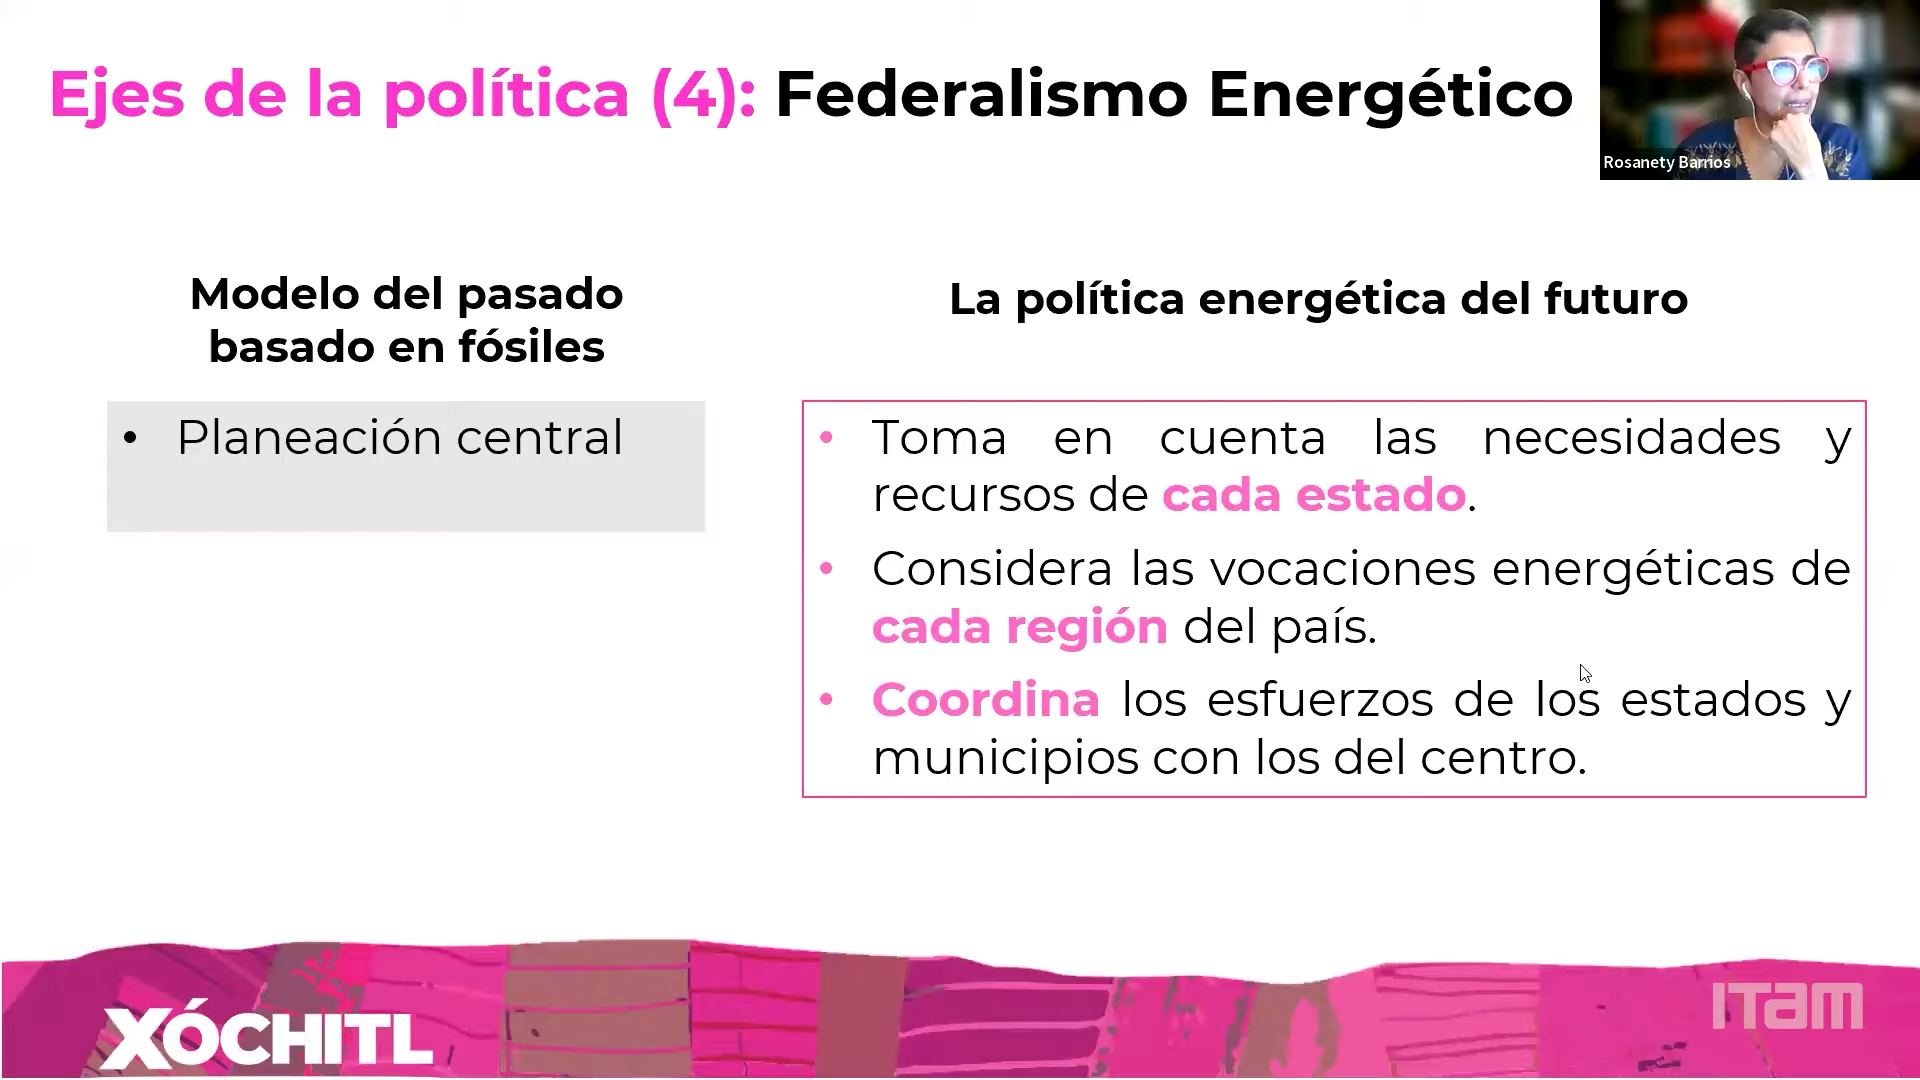 Ejes de la política (4): Federalismo Energético
Rosanety Barrios
Modelo del pasado
basado en fósiles
La política energética del futuro
• Planeación central
• Toma en cuenta las necesidades y
recursos de cada estado.
• Considera las vocaciones energéticas de
cada región del país.
• Coordina los esfuerzos de los estados y
municipios con los del centro.
XÓCHITL
ITAM